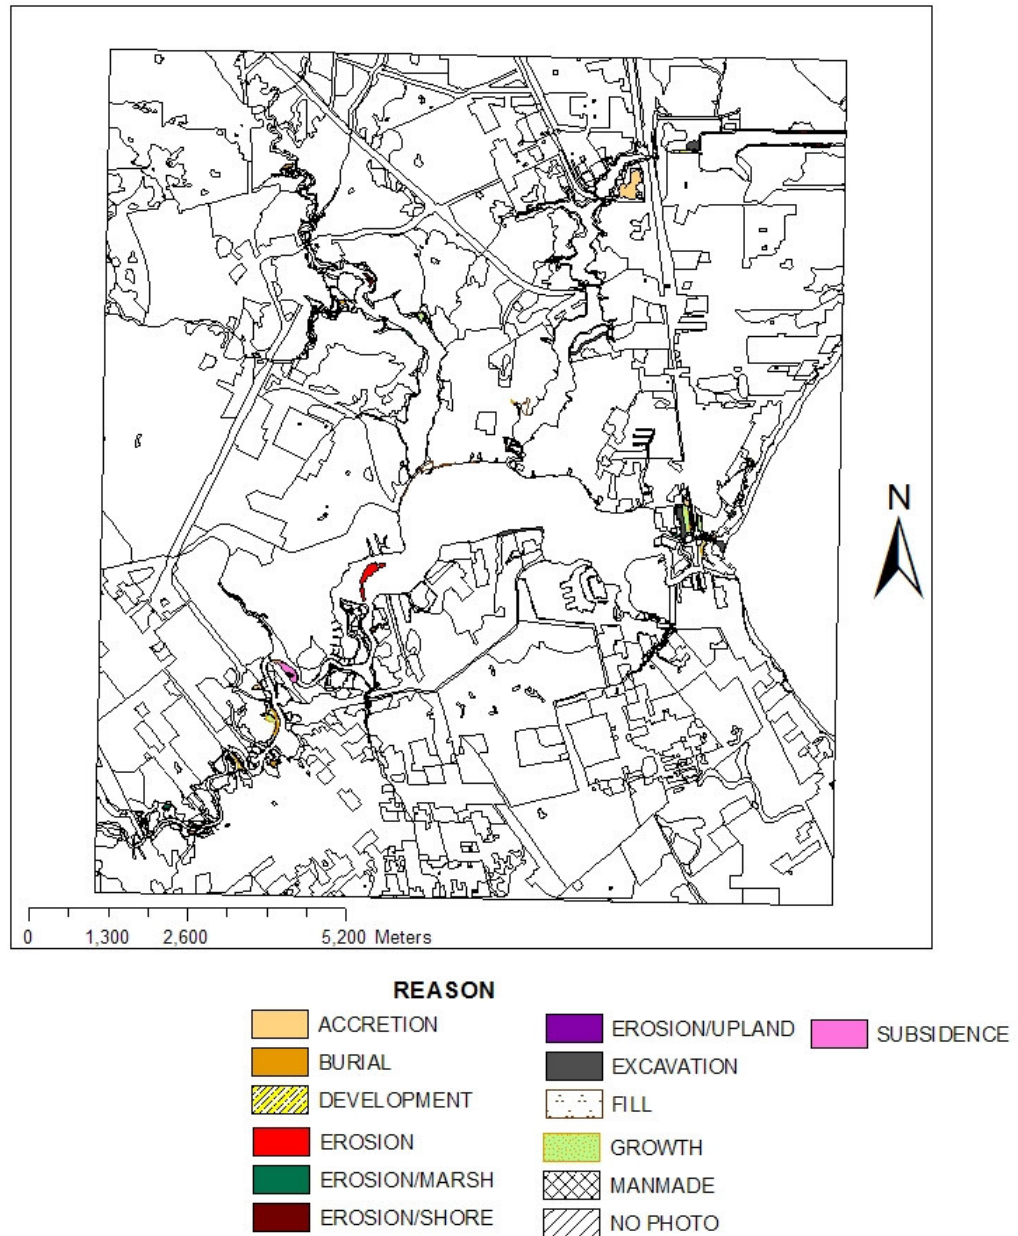 N
0 1,300 2,600 5,200 Meters
REASON
ACCRETION
BURIAL
DEVELOPMENT
EROSION
EROSION/MARSH
EROSION/SHORE
EROSION/UPLAND
EXCAVATION
FILL
GROWTH
MANMADE
NO PHOTO
SUBSIDENCE